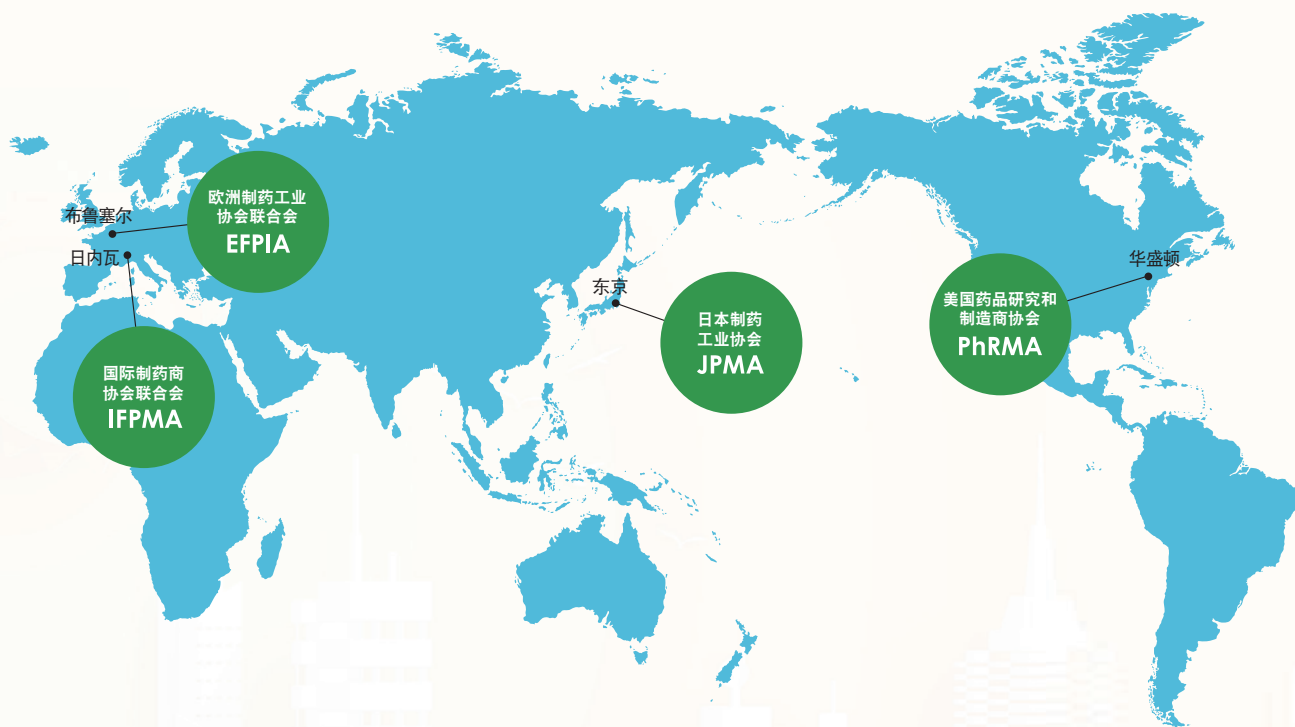 布鲁塞尔
欧洲制药工业
协会联合会
EFPIA
日内瓦
国际制药商
协会联合会
IFPMA
东京
日本制药
工业协会
JPMA
华盛顿
美国药品研究和
制造商协会
PhRMA